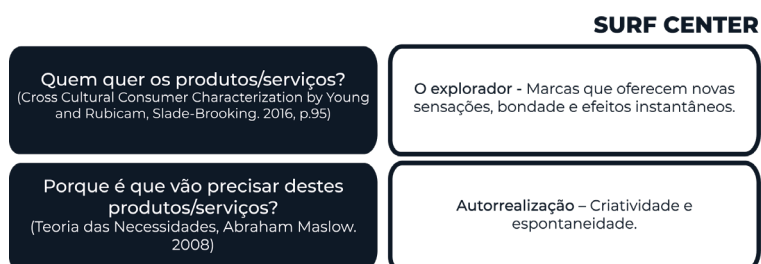 SURF CENTER
Quem quer os produtos/serviços?
(Cross Cultural Consumer Characterization by Young
and Rubicam, Slade-Brooking. 2016, p.95)
O explorador - Marcas que oferecem novas
sensações, bondade e efeitos instantâneos.
Porque é que vão precisar destes
produtos/serviços?
(Teoria das Necessidades, Abraham Maslow.
2008)
Autorrealização – Criatividade e
espontaneidade.